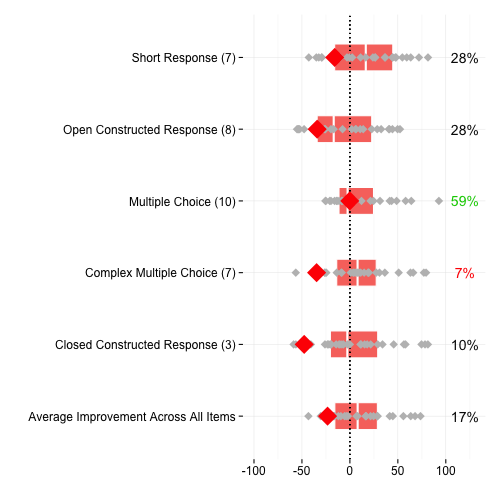 Short Response (7) 28%
Open Constructed Response (8) 28%
Multiple Choice (10) 59%
Complex Multiple Choice (7) 7%
Closed Constructed Response (3) 10%
Average Improvement Across All Items 17%
-100 -50 0 50 100